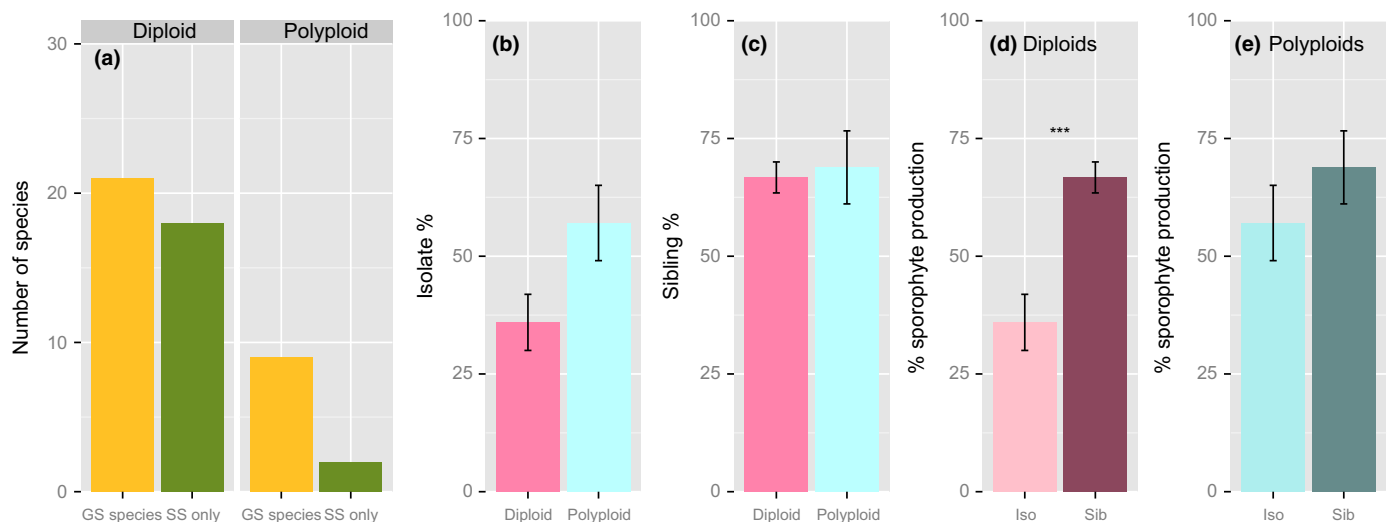 Diploid
Polyploid
(a)
Number of species
30
20
10
0
GS species SS only
GS species SS only
(b)
Isolate %
100
75
50
25
0
Diploid Polyploid
(c)
Sibling %
100
75
50
25
0
Diploid Polyploid
(d) Diploids
% sporophyte production
100
75
50
25
0
***
Iso Sib
(e) Polyploids
% sporophyte production
100
75
50
25
0
Iso Sib